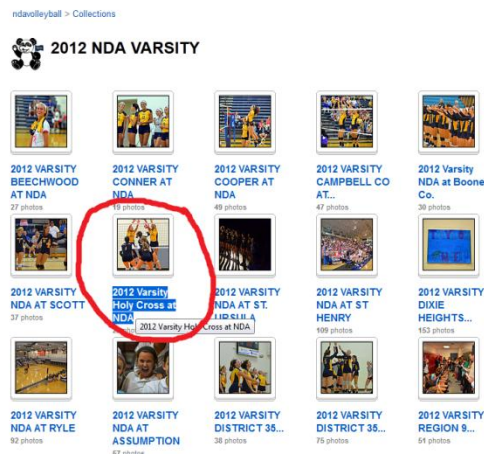 ndavolleyball > Collections
2012 NDA VARSITY
2012 VARSITY BEECHWOOD AT NDA
27 photos
2012 VARSITY CONNER AT NDA
19 photos
2012 VARSITY COOPER AT NDA
49 photos
2012 VARSITY CAMPBELL CO AT...
47 photos
2012 Varsity NDA at Boone Co.
30 photos
2012 VARSITY NDA AT SCOTT
37 photos
2012 Varsity Holy Cross at NDA
2012 Varsity Holy Cross at NDA
2012 VARSITY NDA AT ST. URSULA
2012 VARSITY NDA AT ST HENRY
109 photos
2012 VARSITY DIXIE HEIGHTS...
153 photos
2012 VARSITY NDA AT RYLE
92 photos
2012 VARSITY NDA AT ASSUMPTION
57 photos
2012 VARSITY DISTRICT 35...
38 photos
2012 VARSITY DISTRICT 35...
75 photos
2012 VARSITY REGION 9...
51 photos